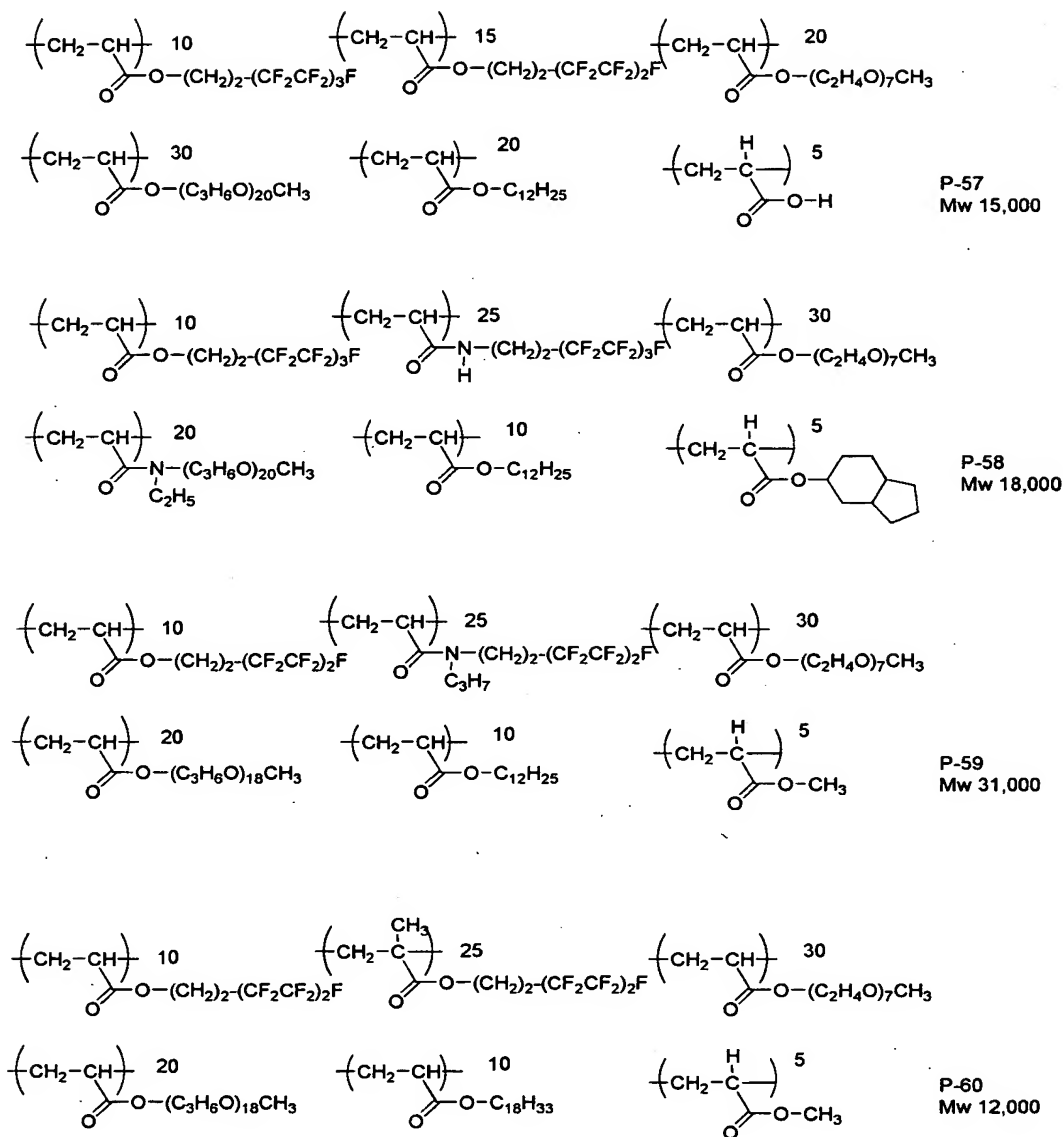 (CH2-CH) 10 (CH2-CH) 15 (CH2-CH) 20
O O-(CH2)2-(CF2CF2)3F O O-(CH2)2-(CF2CF2)2F O O-(C2H4O)7CH3
(CH2-CH) 30 (CH2-CH) 20 H (CH2-C) 5
O O-(C3H6O)20CH3 O O-C12H25 O O-H
P-57
Mw 15,000
(CH2-CH) 10 (CH2-CH) 25 (CH2-CH) 30
O O-(CH2)2-(CF2CF2)3F O N-(CH2)2-(CF2CF2)3F O O-(C2H4O)7CH3
H
(CH2-CH) 20 (CH2-CH) 10 H (CH2-C) 5
O N-(C3H6O)20CH3 O O-C12H25 O O
C2H5
P-58
Mw 18,000
(CH2-CH) 10 (CH2-CH) 25 (CH2-CH) 30
O O-(CH2)2-(CF2CF2)2F O N-(CH2)2-(CF2CF2)2F O O-(C2H4O)7CH3
C3H7
(CH2-CH) 20 (CH2-CH) 10 H (CH2-C) 5
O O-(C3H6O)18CH3 O O-C12H25 O O-CH3
P-59
Mw 31,000
(CH2-CH) 10 CH3 (CH2-C) 25 (CH2-CH) 30
O O-(CH2)2-(CF2CF2)2F O O-(CH2)2-(CF2CF2)2F O O-(C2H4O)7CH3
(CH2-CH) 20 (CH2-CH) 10 H (CH2-C) 5
O O-(C3H6O)18CH3 O O-C18H33 O O-CH3
P-60
Mw 12,000